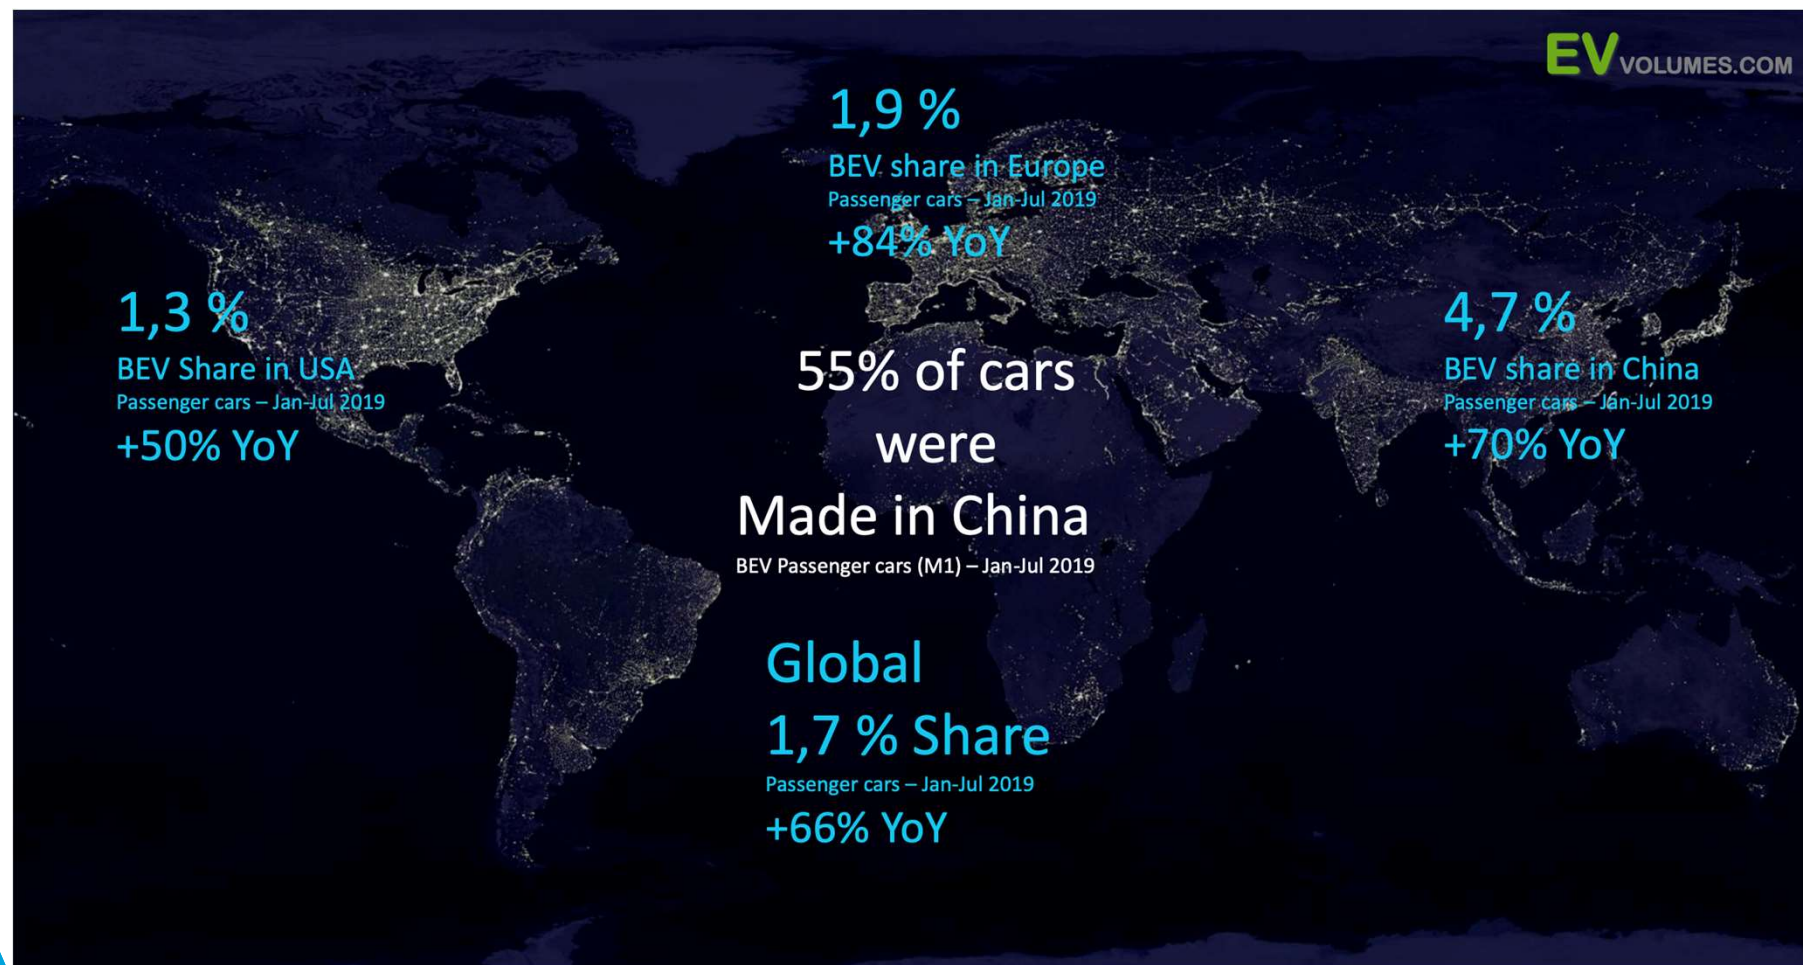 EVVOLUMES.COM
1,9 %
BEV share in Europe
Passenger cars – Jan-Jul 2019
+84% YoY
1,3 %
BEV Share in USA
Passenger cars – Jan-Jul 2019
+50% YoY
4,7 %
BEV share in China
Passenger cars – Jan-Jul 2019
+70% YoY
55% of cars
were
Made in China
BEV Passenger cars (M1) – Jan-Jul 2019
Global
1,7 % Share
Passenger cars – Jan-Jul 2019
+66% YoY